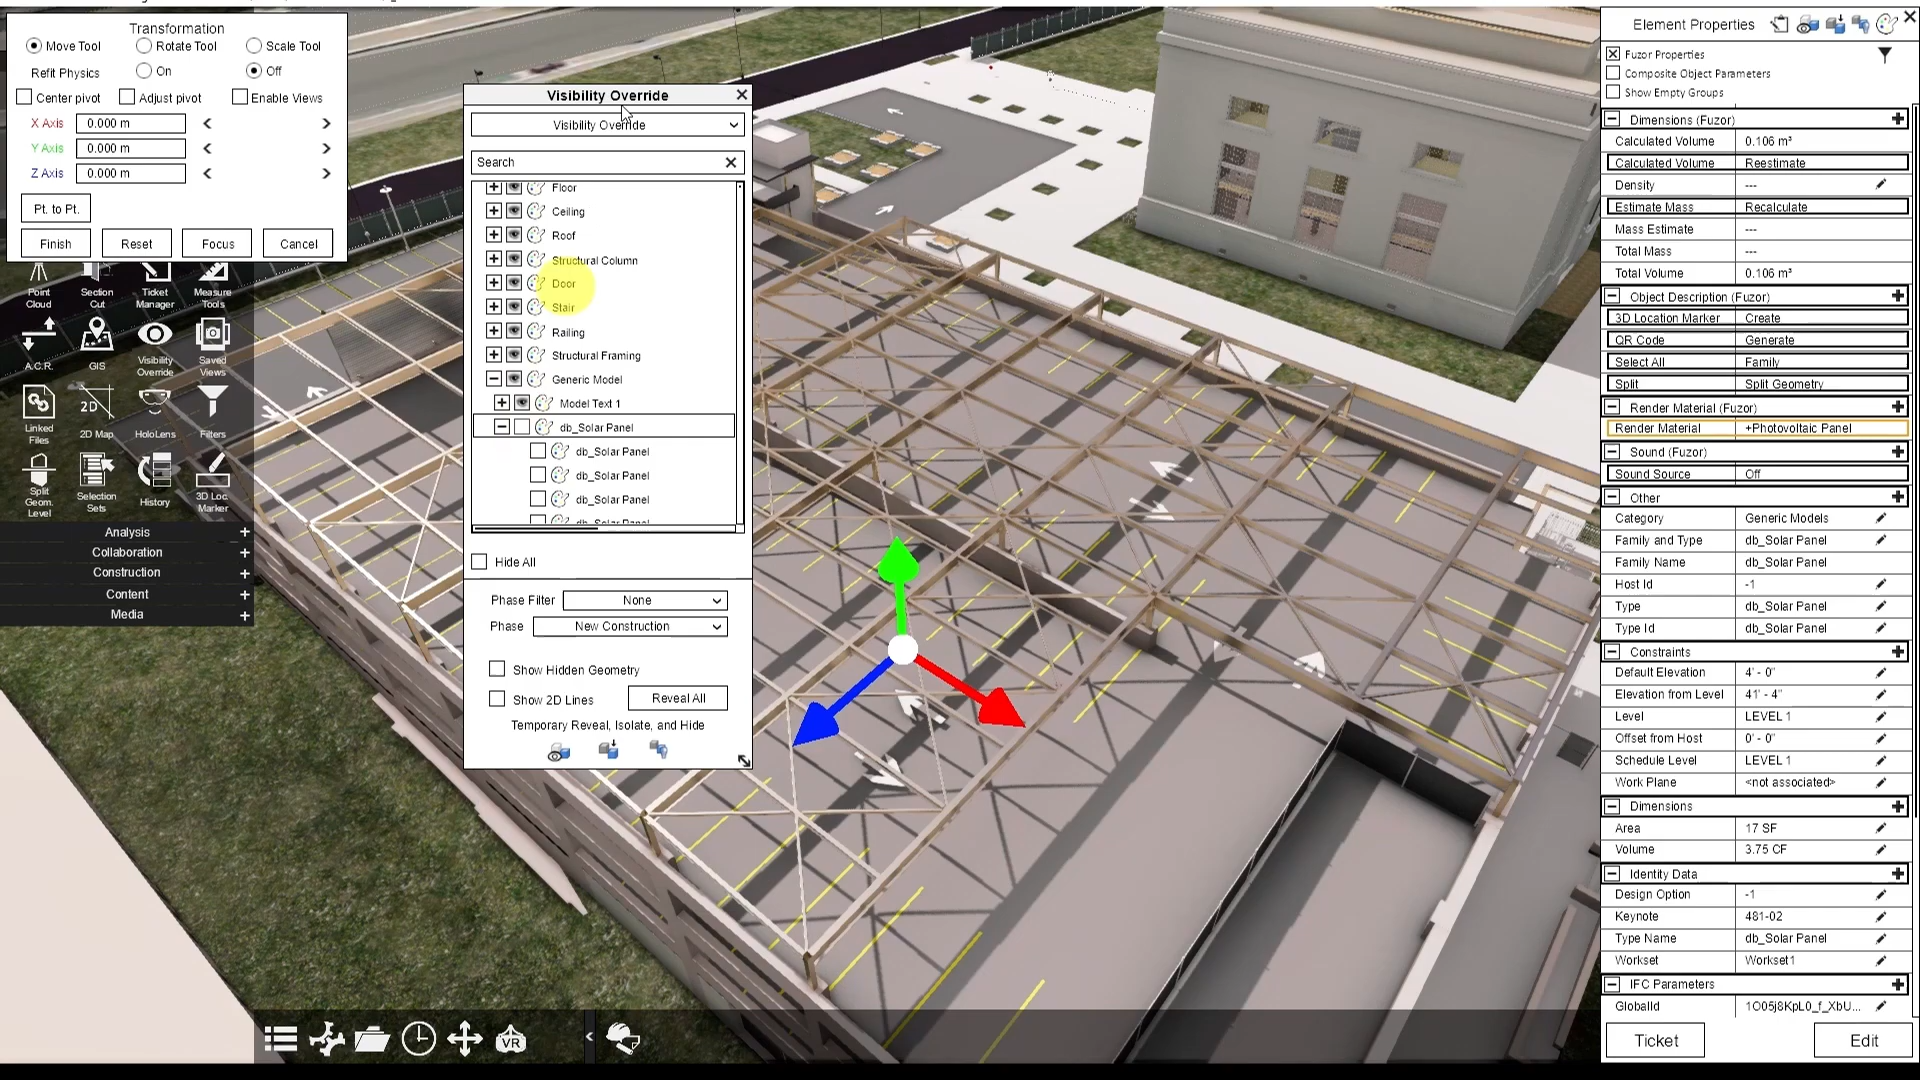 Transformation
Move Tool
Rotate Tool
Scale Tool
Refit Physics
On
Off
Center pivot
Adjust pivot
Enable Views
X Axis
0.000 m
<
>
Y Axis
0.000 m
<
>
Z Axis
0.000 m
<
>
Pt. to Pt.
Finish
Reset
Focus
Cancel
Point Cloud
Section Cut
Ticket Manager
Measure Tools
A.C.R.
GIS
Visibility Override
Saved Views
Linked Files
2D
2D Map
HoloLens
Filters
Split Geom. Level
Selection Sets
History
3D Loc. Marker
Analysis +
Collaboration +
Construction +
Content +
Media +
Visibility Override
Visibility Override
Search
Floor
Ceiling
Roof
Structural Column
Door
Stair
Railing
Structural Framing
Generic Model
Model Text 1
db_Solar Panel
db_Solar Panel
db_Solar Panel
db_Solar Panel
db_Solar Panel
Hide All
Phase Filter None
Phase New Construction
Show Hidden Geometry
Show 2D Lines
Reveal All
Temporary Reveal, Isolate, and Hide
VR
<
Element Properties
Fuzor Properties
Composite Object Parameters
Show Empty Groups
Dimensions (Fuzor)
Calculated Volume 0.106 m³
Calculated Volume Reestimate
Density ---
Estimate Mass Recalculate
Mass Estimate ---
Total Mass ---
Total Volume 0.106 m³
Object Description (Fuzor)
3D Location Marker Create
QR Code Generate
Select All Family
Split Split Geometry
Render Material (Fuzor)
Render Material +Photovoltaic Panel
Sound (Fuzor)
Sound Source Off
Other
Category Generic Models
Family and Type db_Solar Panel
Family Name db_Solar Panel
Host Id -1
Type db_Solar Panel
Type Id db_Solar Panel
Constraints
Default Elevation 4' - 0"
Elevation from Level 41' - 4"
Level LEVEL 1
Offset from Host 0' - 0"
Schedule Level LEVEL 1
Work Plane <not associated>
Dimensions
Area 17 SF
Volume 3.75 CF
Identity Data
Design Option -1
Keynote 481-02
Type Name db_Solar Panel
Workset Workset1
IFC Parameters
GlobalId 1O05j8KpL0_f_XbU...
Ticket
Edit